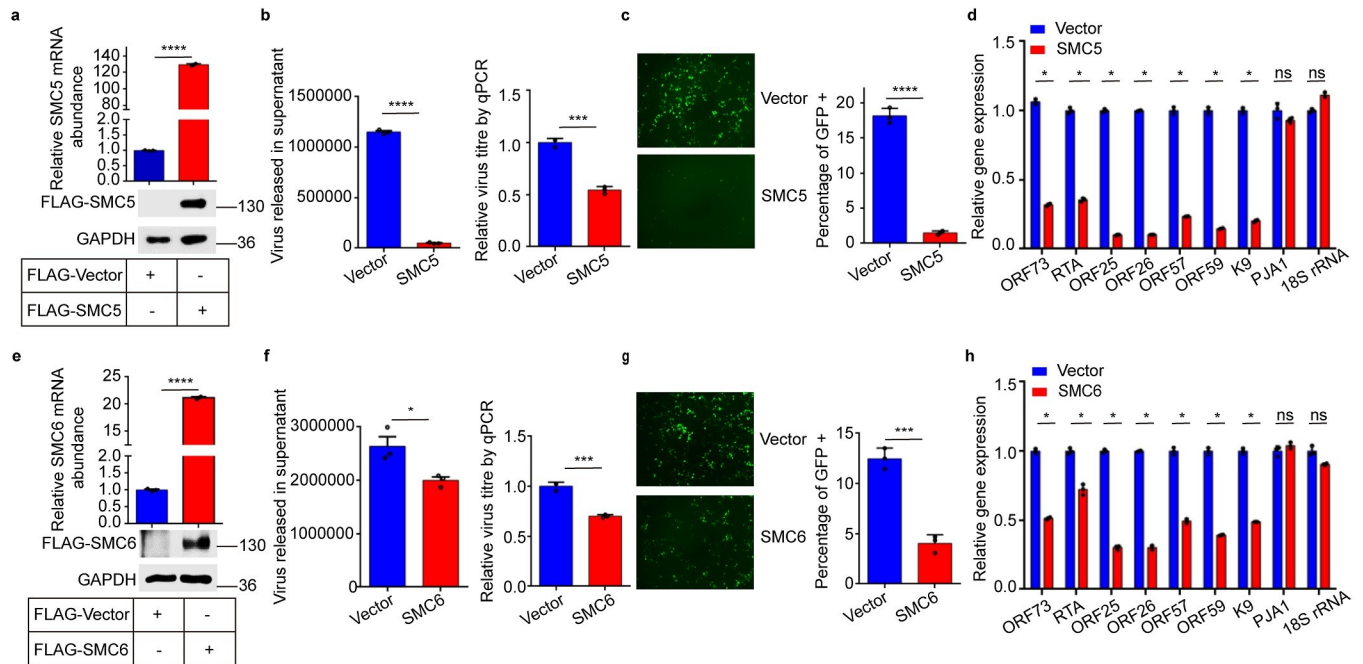 a
Relative SMC5 mRNA
abundance
140
120
100
80
2.0
1.5
1.0
0.5
0.0
****
FLAG-SMC5
130
GAPDH
36
FLAG-Vector + -
FLAG-SMC5 - +
b
Virus released in supernatant
1500000
1000000
500000
0
****
Vector SMC5
Relative virus titre by qPCR
1.5
1.0
0.5
0.0
***
Vector SMC5
c
Vector
SMC5
Percentage of GFP +
20
15
10
5
0
****
Vector SMC5
d
Vector
SMC5
Relative gene expression
1.5
1.0
0.5
0.0
* * * * * * * ns ns
ORF73 RTA ORF25 ORF26 ORF57 ORF59 K9 PJA1 18S rRNA
e
Relative SMC6 mRNA
abundance
25
20
15
10
2.0
1.5
1.0
0.5
0.0
****
FLAG-SMC6
130
GAPDH
36
FLAG-Vector + -
FLAG-SMC6 - +
f
Virus released in supernatant
3000000
2000000
1000000
0
*
Vector SMC6
Relative virus titre by qPCR
1.5
1.0
0.5
0.0
***
Vector SMC6
g
Vector
SMC6
Percentage of GFP +
15
10
5
0
***
Vector SMC6
h
Vector
SMC6
Relative gene expression
1.5
1.0
0.5
0.0
* * * * * * * ns ns
ORF73 RTA ORF25 ORF26 ORF57 ORF59 K9 PJA1 18S rRNA